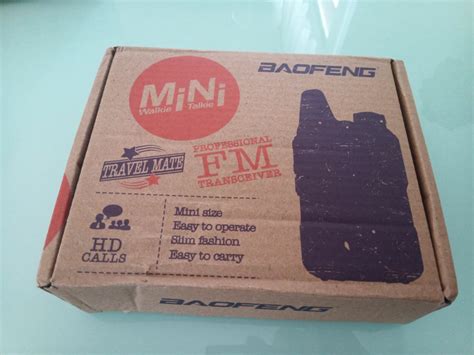 BAOFENG
MiNi
Walkie Talkie
TRAVEL MATE
PROFESSIONAL
FM
TRANSCEIVER
HD
CALLS
Mini size
Easy to operate
Slim fashion
Easy to carry
BAOFENG